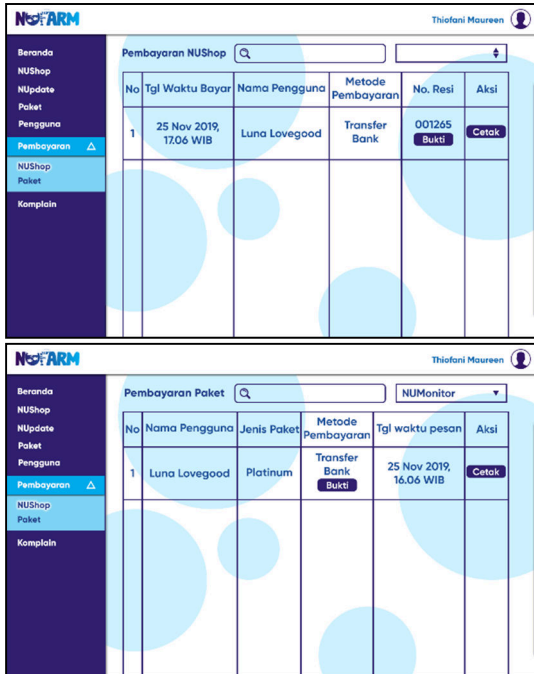 NUFARM
Thiofani Maureen
Beranda
NUShop
NUpdate
Paket
Pengguna
Pembayaran
NUShop
Paket
Komplain
Pembayaran NUShop
No Tgl Waktu Bayar Nama Pengguna Metode Pembayaran No. Resi Aksi
1 25 Nov 2019, 17.06 WIB Luna Lovegood Transfer Bank 001265 Bukti Cetak
NUFARM
Thiofani Maureen
Beranda
NUShop
NUpdate
Paket
Pengguna
Pembayaran
NUShop
Paket
Komplain
Pembayaran Paket NUMonitor
No Nama Pengguna Jenis Paket Metode Pembayaran Tgl waktu pesan Aksi
1 Luna Lovegood Platinum Transfer Bank Bukti 25 Nov 2019, 16.06 WIB Cetak